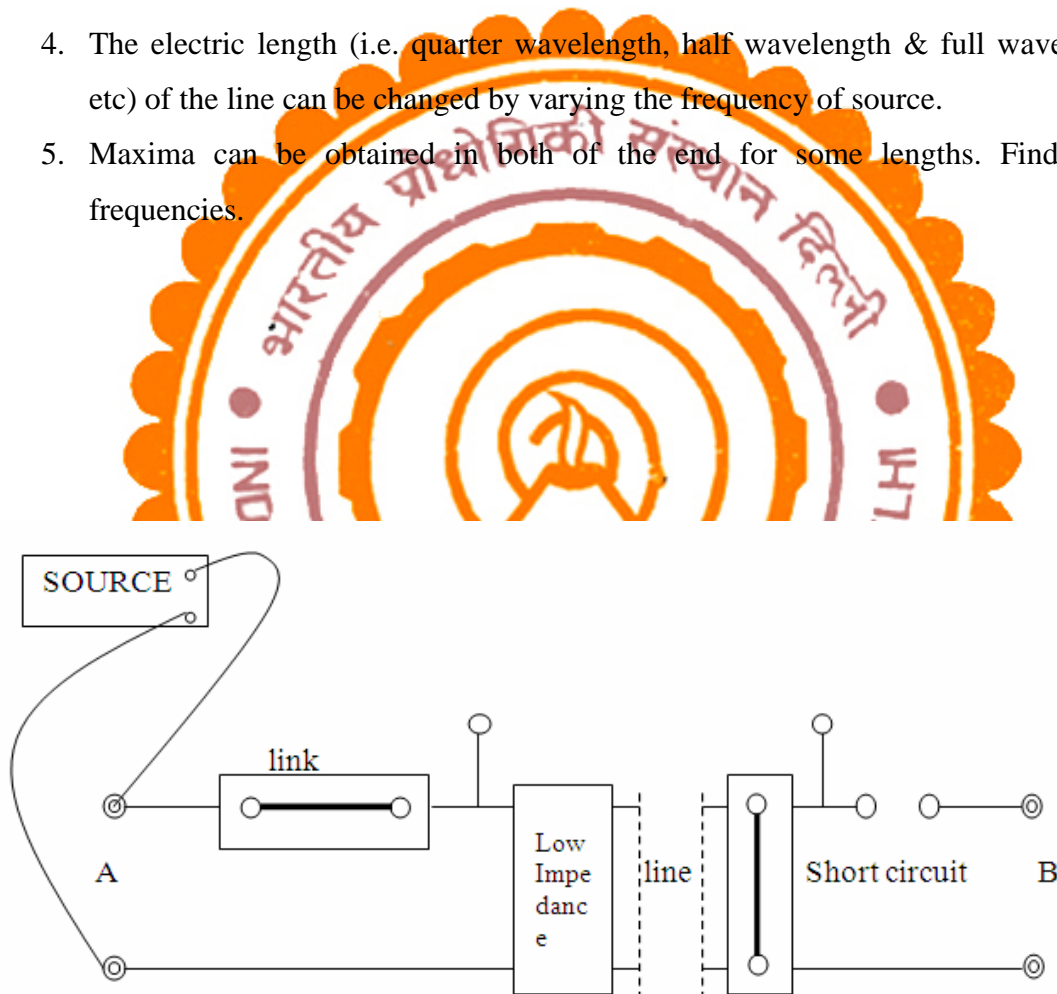 4. The electric length (i.e. quarter wavelength, half wavelength & full wave
etc) of the line can be changed by varying the frequency of source.
5. Maxima can be obtained in both of the end for some lengths. Find
frequencies.
भारतीय प्रौद्योगिकी संस्थान दिल्ली
SOURCE
link
A
Low
Impe
danc
e
line
Short circuit
B